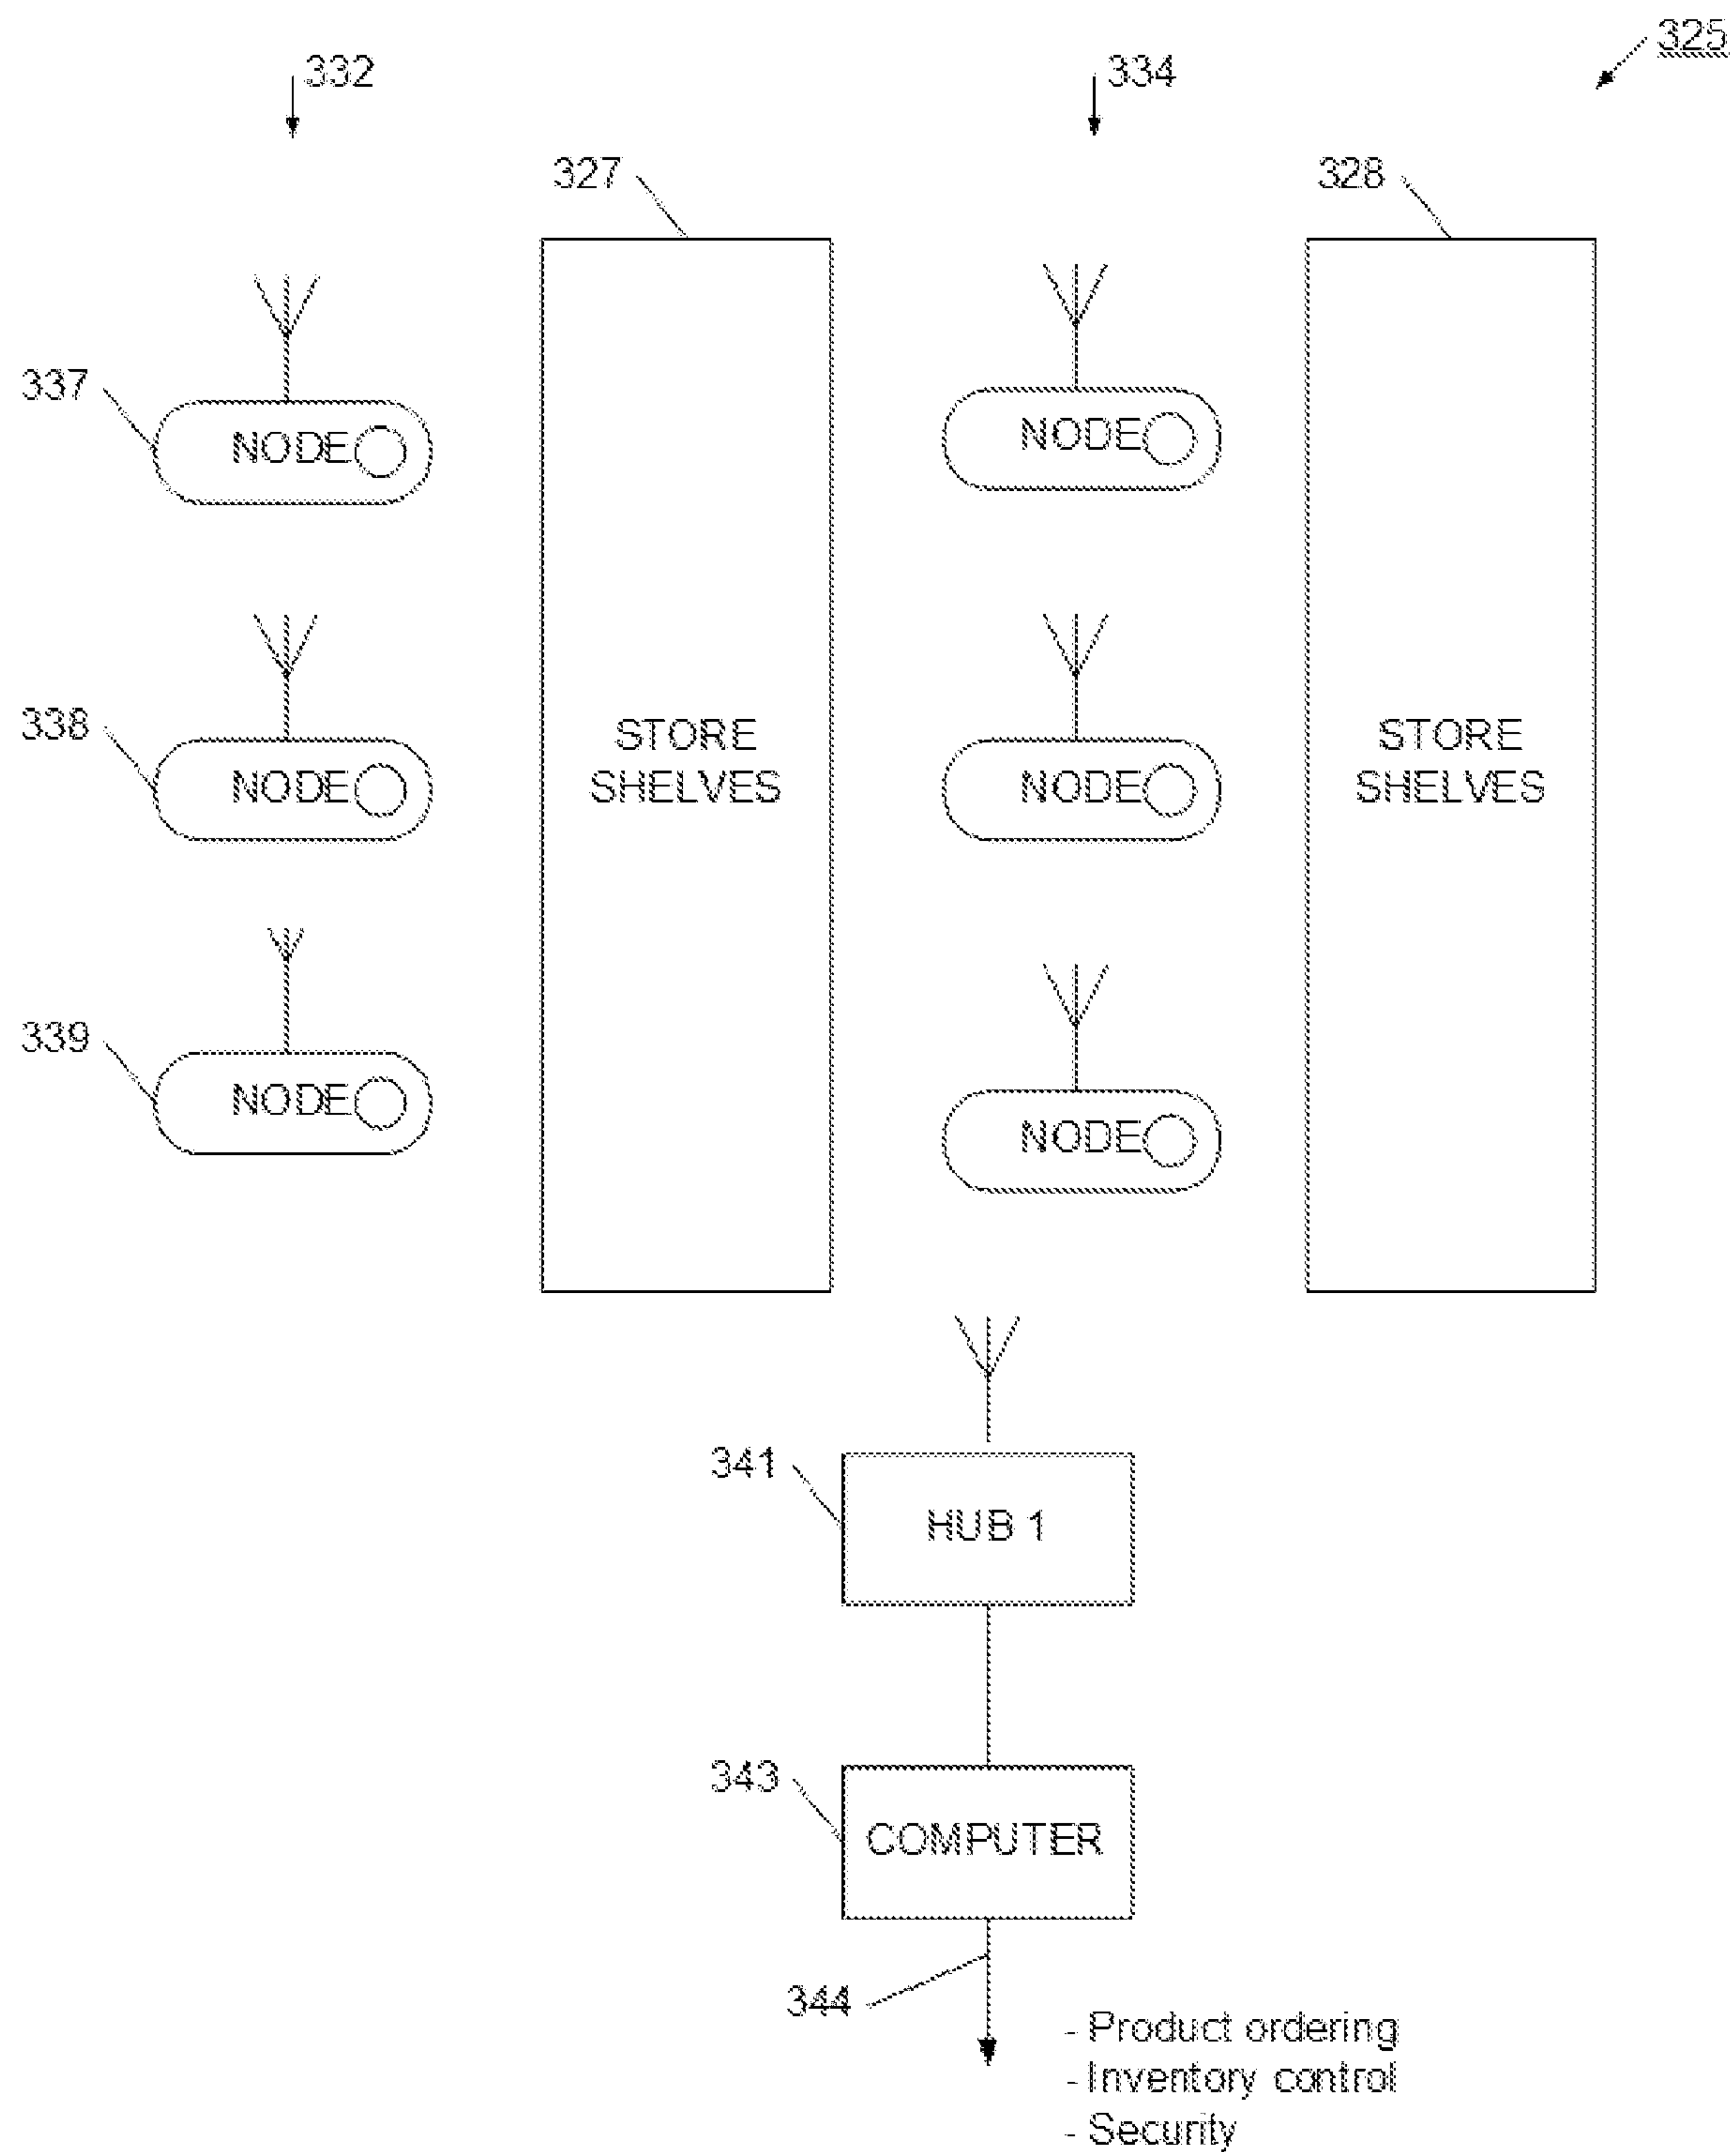 325
332
334
327
328
337
NODE
NODE
338
NODE
STORE
SHELVES
NODE
STORE
SHELVES
339
NODE
NODE
341
HUB 1
343
COMPUTER
344
- Product ordering
- Inventory control
- Security